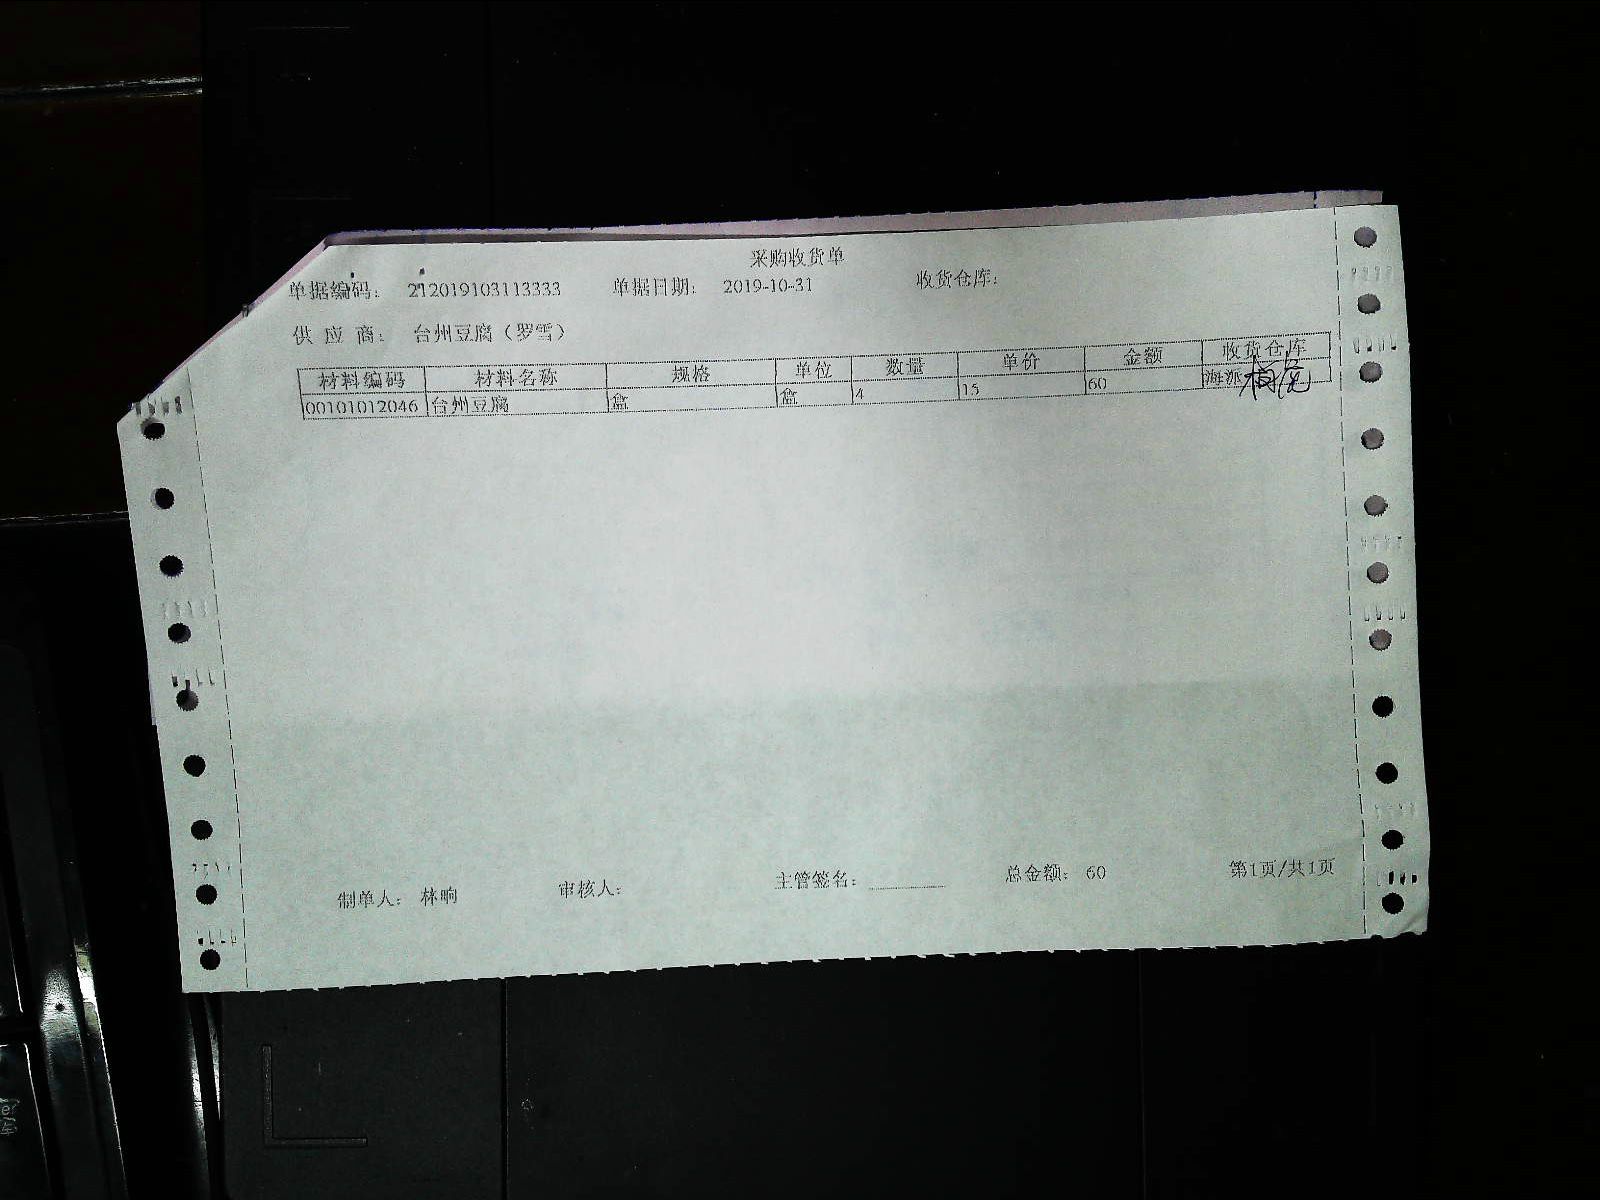 采购收货单
单据编码： 212019103113333 单据日期： 2019-10-31 收货仓库：
供 应 商： 台州豆腐（罗雪）
材料编码 材料名称 规格 单位 数量 单价 金额 收货仓库
00101012046 台州豆腐 盒 盒 4 15 60 海派
制单人： 林晌 审核人： 主管签名： 总金额： 60 第1页/共1页